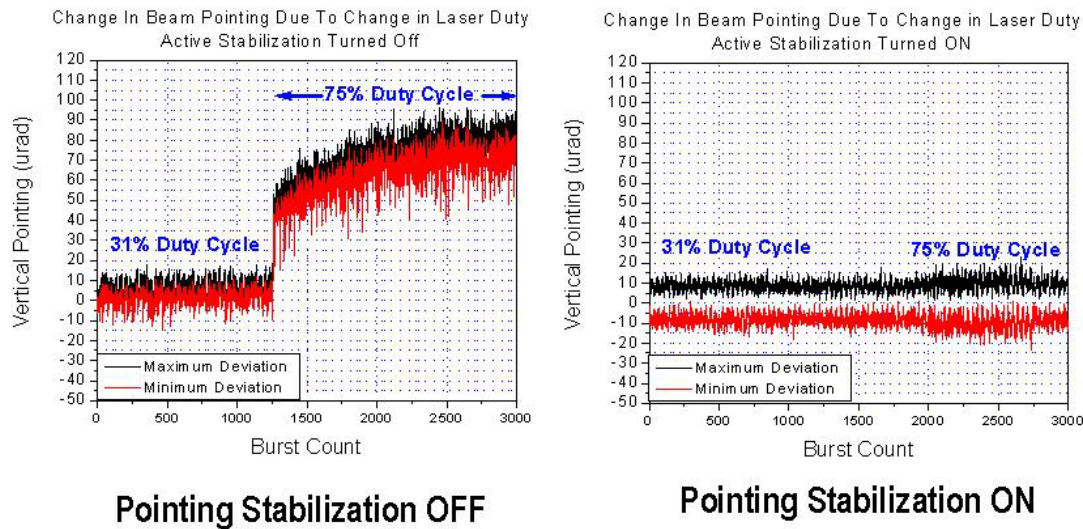 Change In Beam Pointing Due To Change in Laser Duty
Active Stabilization Turned Off
120
110
100
90
80
70
60
50
40
30
20
10
0
-10
-20
-30
-40
-50
Vertical Pointing (urad)
75% Duty Cycle
31% Duty Cycle
Maximum Deviation
Minimum Deviation
0
500
1000
1500
2000
2500
3000
Burst Count
Pointing Stabilization OFF
Change In Beam Pointing Due To Change in Laser Duty
Active Stabilization Turned ON
120
110
100
90
80
70
60
50
40
30
20
10
0
-10
-20
-30
-40
-50
Vertical Pointing (urad)
31% Duty Cycle
75% Duty Cycle
Maximum Deviation
Minimum Deviation
0
500
1000
1500
2000
2500
3000
Burst Count
Pointing Stabilization ON